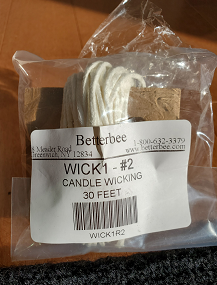 Betterbee
8 Meader Road
Greenwich, NY 12834
1-800-632-3379
www.betterbee.com
WICK1 - #2
CANDLE WICKING
30 FEET
WICK1R2